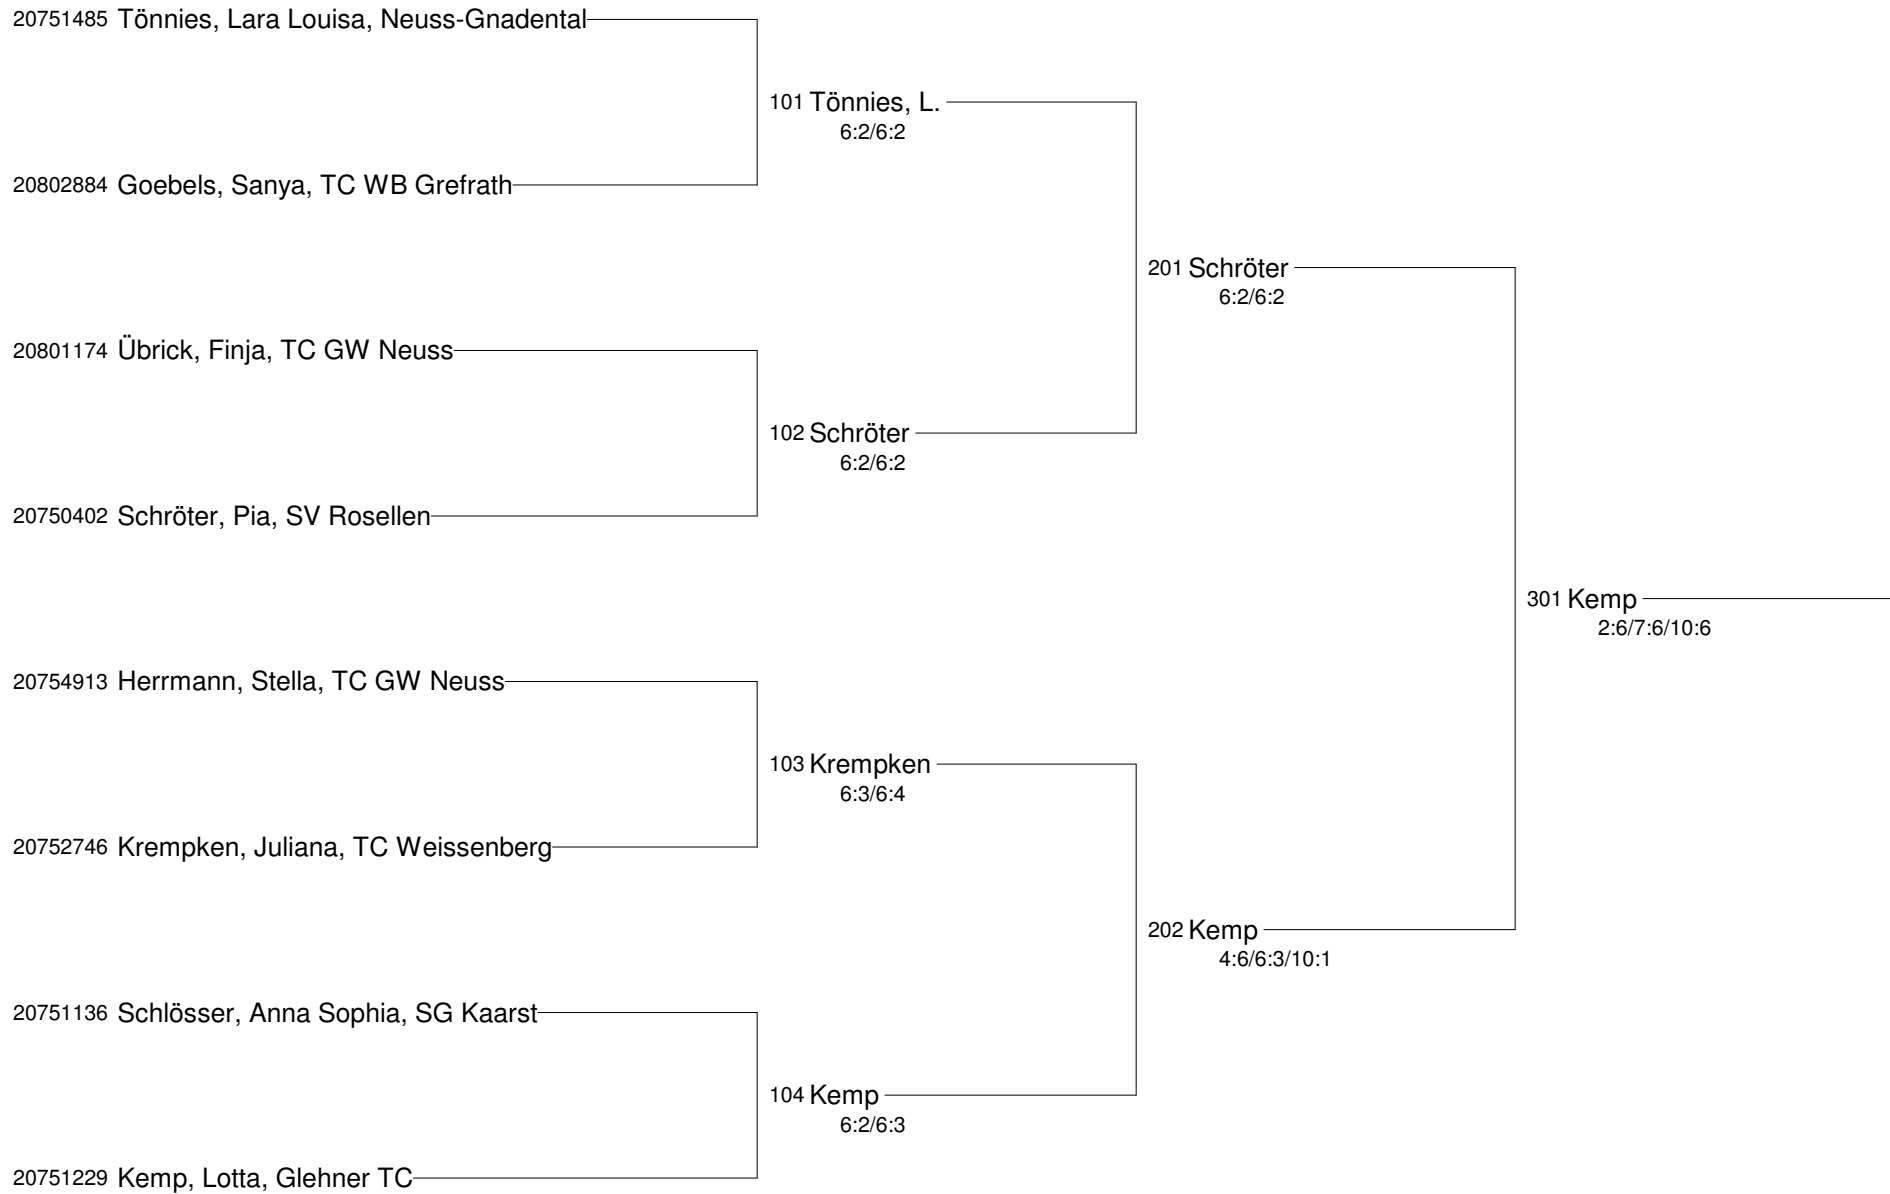 20751485 Tönnies, Lara Louisa, Neuss-Gnadental
101 Tönnies, L.
6:2/6:2
20802884 Goebels, Sanya, TC WB Grefrath
201 Schröter
6:2/6:2
20801174 Übrick, Finja, TC GW Neuss
102 Schröter
6:2/6:2
20750402 Schröter, Pia, SV Rosellen
301 Kemp
2:6/7:6/10:6
20754913 Herrmann, Stella, TC GW Neuss
103 Krempken
6:3/6:4
20752746 Krempken, Juliana, TC Weissenberg
202 Kemp
4:6/6:3/10:1
20751136 Schlösser, Anna Sophia, SG Kaarst
104 Kemp
6:2/6:3
20751229 Kemp, Lotta, Glehner TC